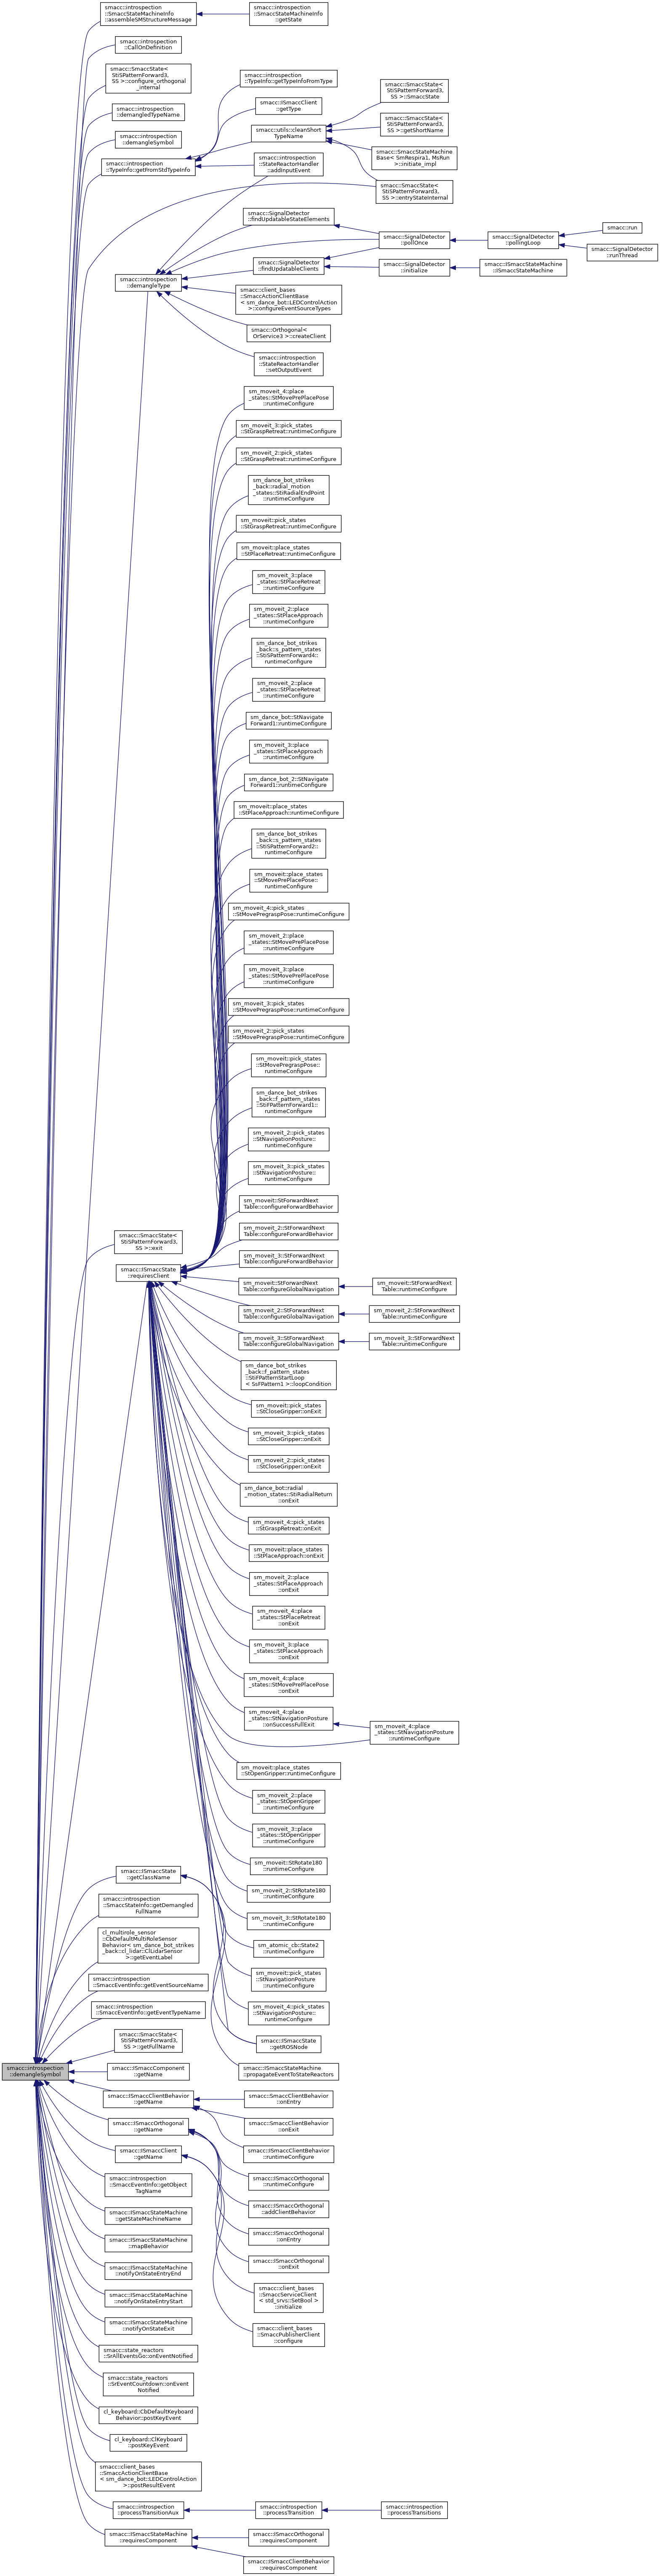 smacc::introspection
::SmaccStateMachineInfo
::assembleSMStructureMessage
smacc::introspection
::SmaccStateMachineInfo
::getState
smacc::introspection
::CallOnDefinition
smacc::SmaccState<
StiSPatternForward3,
SS >::configure_orthogonal
_internal
smacc::introspection
::demangledTypeName
smacc::introspection
::demangleSymbol
smacc::introspection
::TypeInfo::getFromStdTypeInfo
smacc::introspection
::TypeInfo::getTypeInfoFromType
smacc::ISmaccClient
::getType
smacc::utils::cleanShort
TypeName
smacc::SmaccState<
StiSPatternForward3,
SS >::SmaccState
smacc::SmaccState<
StiSPatternForward3,
SS >::getShortName
smacc::SmaccStateMachine
Base< SmRespira1, MsRun
>::initiate_impl
smacc::SmaccState<
StiSPatternForward3,
SS >::entryStateInternal
smacc::introspection
::StateReactorHandler
::addInputEvent
smacc::SignalDetector
::findUpdatableStateElements
smacc::SignalDetector
::pollOnce
smacc::SignalDetector
::pollingLoop
smacc::run
smacc::SignalDetector
::runThread
smacc::SignalDetector
::findUpdatableClients
smacc::SignalDetector
::initialize
smacc::ISmaccStateMachine
::ISmaccStateMachine
smacc::introspection
::demangleType
smacc::client_bases
::SmaccActionClientBase
< sm_dance_bot::LEDControlAction
>::configureEventSourceTypes
smacc::Orthogonal<
OrService3 >::createClient
smacc::introspection
::StateReactorHandler
::setOutputEvent
sm_moveit_4::place
_states::StMovePrePlacePose
::runtimeConfigure
sm_moveit_3::pick_states
::StGraspRetreat::runtimeConfigure
sm_moveit_2::pick_states
::StGraspRetreat::runtimeConfigure
sm_dance_bot_strikes
_back::radial_motion
_states::StiRadialEndPoint
::runtimeConfigure
sm_moveit::pick_states
::StGraspRetreat::runtimeConfigure
sm_moveit::place_states
::StPlaceRetreat::runtimeConfigure
sm_moveit_3::place
_states::StPlaceRetreat
::runtimeConfigure
sm_moveit_2::place
_states::StPlaceApproach
::runtimeConfigure
sm_dance_bot_strikes
_back::s_pattern_states
::StiSPatternForward4::
runtimeConfigure
sm_moveit_2::place
_states::StPlaceRetreat
::runtimeConfigure
sm_dance_bot::StNavigate
Forward1::runtimeConfigure
sm_moveit_3::place
_states::StPlaceApproach
::runtimeConfigure
sm_dance_bot_2::StNavigate
Forward1::runtimeConfigure
sm_moveit::place_states
::StPlaceApproach::runtimeConfigure
sm_dance_bot_strikes
_back::s_pattern_states
::StiSPatternForward2::
runtimeConfigure
sm_moveit::place_states
::StMovePrePlacePose::
runtimeConfigure
sm_moveit_4::pick_states
::StMovePregraspPose::runtimeConfigure
sm_moveit_2::place
_states::StMovePrePlacePose
::runtimeConfigure
sm_moveit_3::place
_states::StMovePrePlacePose
::runtimeConfigure
sm_moveit_3::pick_states
::StMovePregraspPose::runtimeConfigure
sm_moveit_2::pick_states
::StMovePregraspPose::runtimeConfigure
sm_moveit::pick_states
::StMovePregraspPose::
runtimeConfigure
sm_dance_bot_strikes
_back::f_pattern_states
::StiFPatternForward1::
runtimeConfigure
sm_moveit_2::pick_states
::StNavigationPosture::
runtimeConfigure
sm_moveit_3::pick_states
::StNavigationPosture::
runtimeConfigure
sm_moveit::StForwardNext
Table::configureForwardBehavior
sm_moveit_2::StForwardNext
Table::configureForwardBehavior
smacc::SmaccState<
StiSPatternForward3,
SS >::exit
sm_moveit_3::StForwardNext
Table::configureForwardBehavior
smacc::ISmaccState
::requiresClient
sm_moveit::StForwardNext
Table::configureGlobalNavigation
sm_moveit::StForwardNext
Table::runtimeConfigure
sm_moveit_2::StForwardNext
Table::configureGlobalNavigation
sm_moveit_2::StForwardNext
Table::runtimeConfigure
sm_moveit_3::StForwardNext
Table::configureGlobalNavigation
sm_moveit_3::StForwardNext
Table::runtimeConfigure
sm_dance_bot_strikes
_back::f_pattern_states
::StiFPatternStartLoop
< SsFPattern1 >::loopCondition
sm_moveit::pick_states
::StCloseGripper::onExit
sm_moveit_3::pick_states
::StCloseGripper::onExit
sm_moveit_2::pick_states
::StCloseGripper::onExit
sm_dance_bot::radial
_motion_states::StiRadialReturn
::onExit
sm_moveit_4::pick_states
::StGraspRetreat::onExit
sm_moveit::place_states
::StPlaceApproach::onExit
sm_moveit_2::place
_states::StPlaceApproach
::onExit
sm_moveit_4::place
_states::StPlaceRetreat
::onExit
sm_moveit_3::place
_states::StPlaceApproach
::onExit
sm_moveit_4::place
_states::StMovePrePlacePose
::onExit
sm_moveit_4::place
_states::StNavigationPosture
::onSuccessFullExit
sm_moveit_4::place
_states::StNavigationPosture
::runtimeConfigure
sm_moveit::place_states
::StOpenGripper::runtimeConfigure
sm_moveit_2::place
_states::StOpenGripper
::runtimeConfigure
sm_moveit_3::place
_states::StOpenGripper
::runtimeConfigure
sm_moveit::StRotate180
::runtimeConfigure
smacc::ISmaccState
::getClassName
sm_moveit_2::StRotate180
::runtimeConfigure
smacc::introspection
::SmaccStateInfo::getDemangled
FullName
sm_moveit_3::StRotate180
::runtimeConfigure
cl_multirole_sensor
::CbDefaultMultiRoleSensor
Behavior< sm_dance_bot_strikes
_back::cl_lidar::ClLidarSensor
>::getEventLabel
sm_atomic_cb::State2
::runtimeConfigure
smacc::introspection
::SmaccEventInfo::getEventSourceName
sm_moveit::pick_states
::StNavigationPosture
::runtimeConfigure
smacc::introspection
::SmaccEventInfo::getEventTypeName
sm_moveit_4::pick_states
::StNavigationPosture::
runtimeConfigure
smacc::SmaccState<
StiSPatternForward3,
SS >::getFullName
smacc::ISmaccState
::getROSNode
smacc::introspection
::demangleSymbol
smacc::ISmaccComponent
::getName
smacc::ISmaccStateMachine
::propagateEventToStateReactors
smacc::ISmaccClientBehavior
::getName
smacc::SmaccClientBehavior
::onEntry
smacc::SmaccClientBehavior
::onExit
smacc::ISmaccOrthogonal
::getName
smacc::ISmaccClientBehavior
::runtimeConfigure
smacc::ISmaccClient
::getName
smacc::ISmaccOrthogonal
::runtimeConfigure
smacc::introspection
::SmaccEventInfo::getObject
TagName
smacc::ISmaccOrthogonal
::addClientBehavior
smacc::ISmaccStateMachine
::getStateMachineName
smacc::ISmaccOrthogonal
::onEntry
smacc::ISmaccStateMachine
::mapBehavior
smacc::ISmaccOrthogonal
::onExit
smacc::ISmaccStateMachine
::notifyOnStateEntryEnd
smacc::client_bases
::SmaccServiceClient
< std_srvs::SetBool >
::initialize
smacc::ISmaccStateMachine
::notifyOnStateEntryStart
smacc::ISmaccStateMachine
::notifyOnStateExit
smacc::client_bases
::SmaccPublisherClient
::configure
smacc::state_reactors
::SrAllEventsGo::onEventNotified
smacc::state_reactors
::SrEventCountdown::onEvent
Notified
cl_keyboard::CbDefaultKeyboard
Behavior::postKeyEvent
cl_keyboard::ClKeyboard
::postKeyEvent
smacc::client_bases
::SmaccActionClientBase
< sm_dance_bot::LEDControlAction
>::postResultEvent
smacc::introspection
::processTransitionAux
smacc::introspection
::processTransition
smacc::introspection
::processTransitions
smacc::ISmaccStateMachine
::requiresComponent
smacc::ISmaccOrthogonal
::requiresComponent
smacc::ISmaccClientBehavior
::requiresComponent